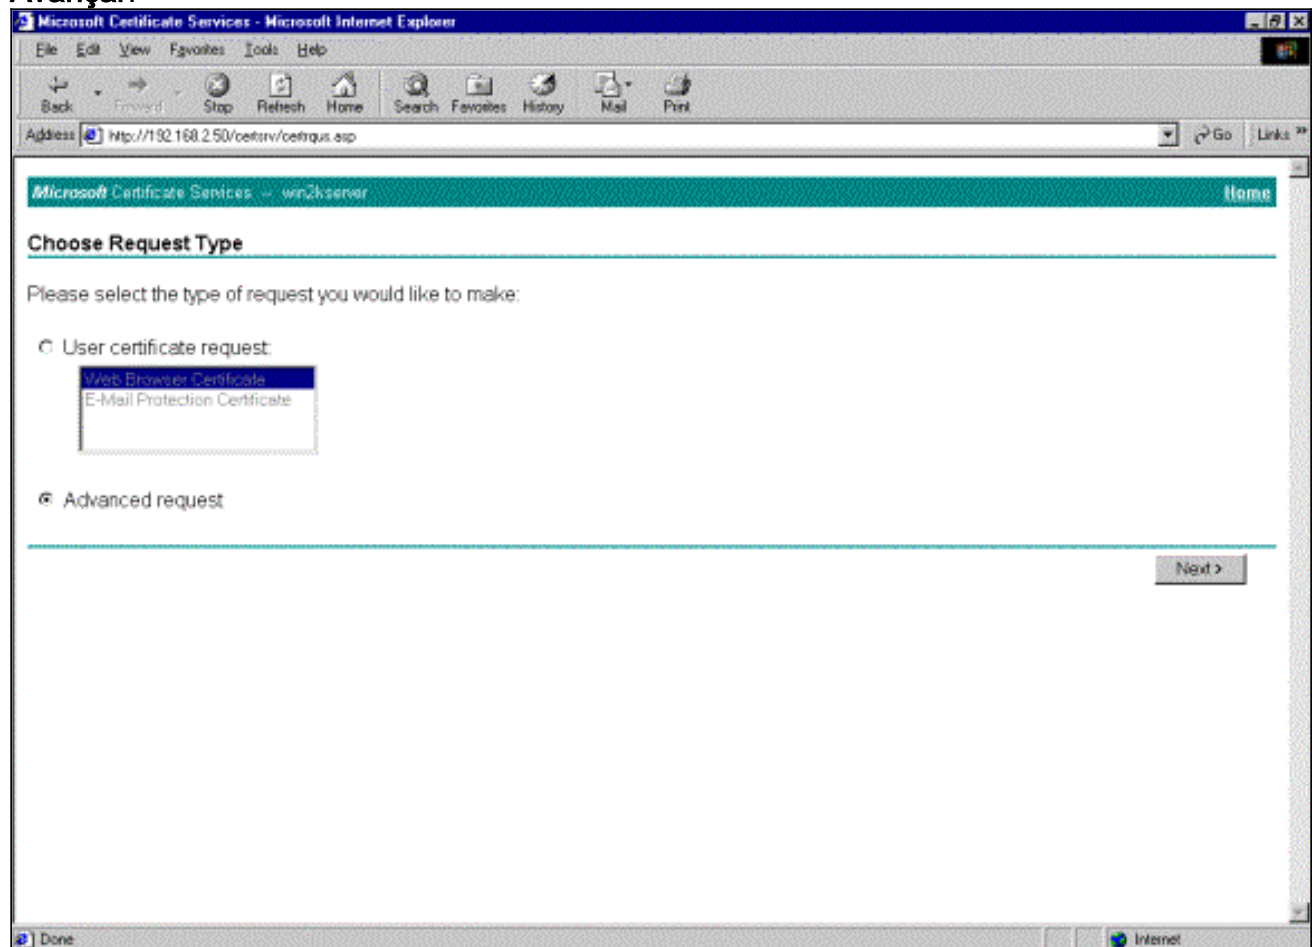 Avançar.
Microsoft Certificate Services - Microsoft Internet Explorer
File Edit View Favorites Tools Help
Back Forward Stop Refresh Home Search Favorites History Mail Print
Address http://192.168.2.50/certsrv/certrqus.asp Go Links »
Microsoft Certificate Services -- win2kserver Home
Choose Request Type
Please select the type of request you would like to make:
User certificate request:
Web Browser Certificate
E-Mail Protection Certificate
Advanced request
Next >
Done Internet